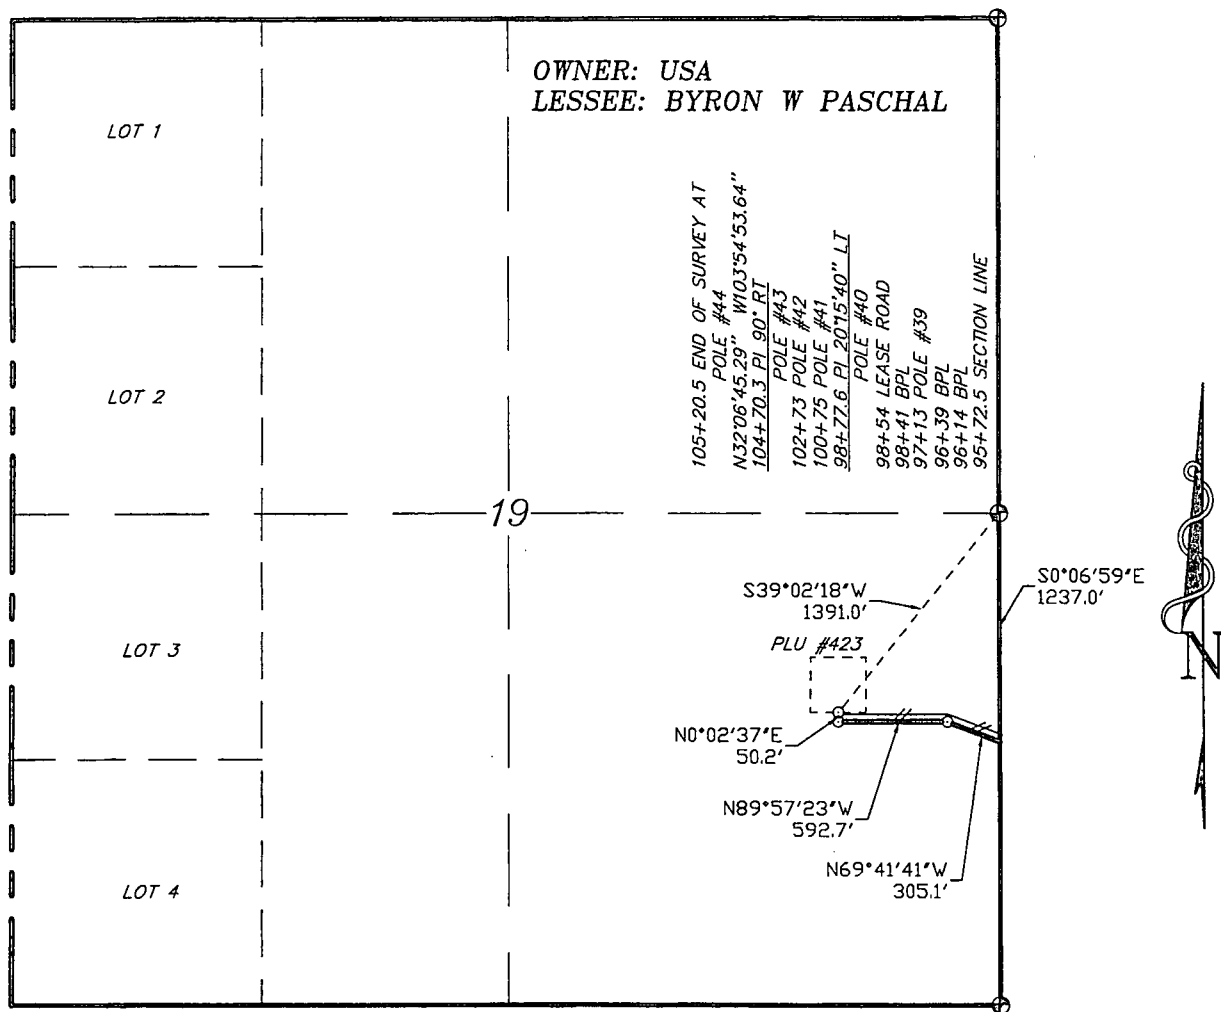 OWNER: USA
LESSEE: BYRON W PASCHAL
LOT 1
LOT 2
LOT 3
LOT 4
19
105+20.5 END OF SURVEY AT
POLE #44
N32°06'45.29" W103°54'53.64"
104+70.3 PI 90° RT
POLE #43
102+73 POLE #42
100+75 POLE #41
98+77.6 PI 20°15'40" LT
POLE #40
98+54 LEASE ROAD
98+41 BPL
97+13 POLE #39
96+39 BPL
96+14 BPL
95+72.5 SECTION LINE
S39°02'18"W
1391.0'
S0°06'59"E
1237.0'
PLU #423
N0°02'37"E
50.2'
N89°57'23"W
592.7'
N69°41'41"W
305.1'
N